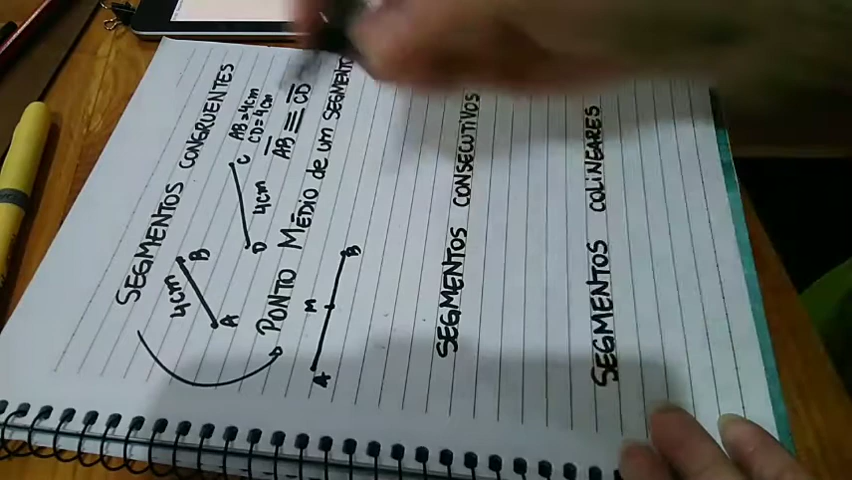 SEGMENTOS CONGRUENTES
4cm
B
A
4cm
C
D
AB=4cm
CD=4cm
AB ≡ CD
PONTO MÉDIO de um SEGMENTO
A
M
B
SEGMENTOS CONSECUTIVOS
SEGMENTOS COLINEARES